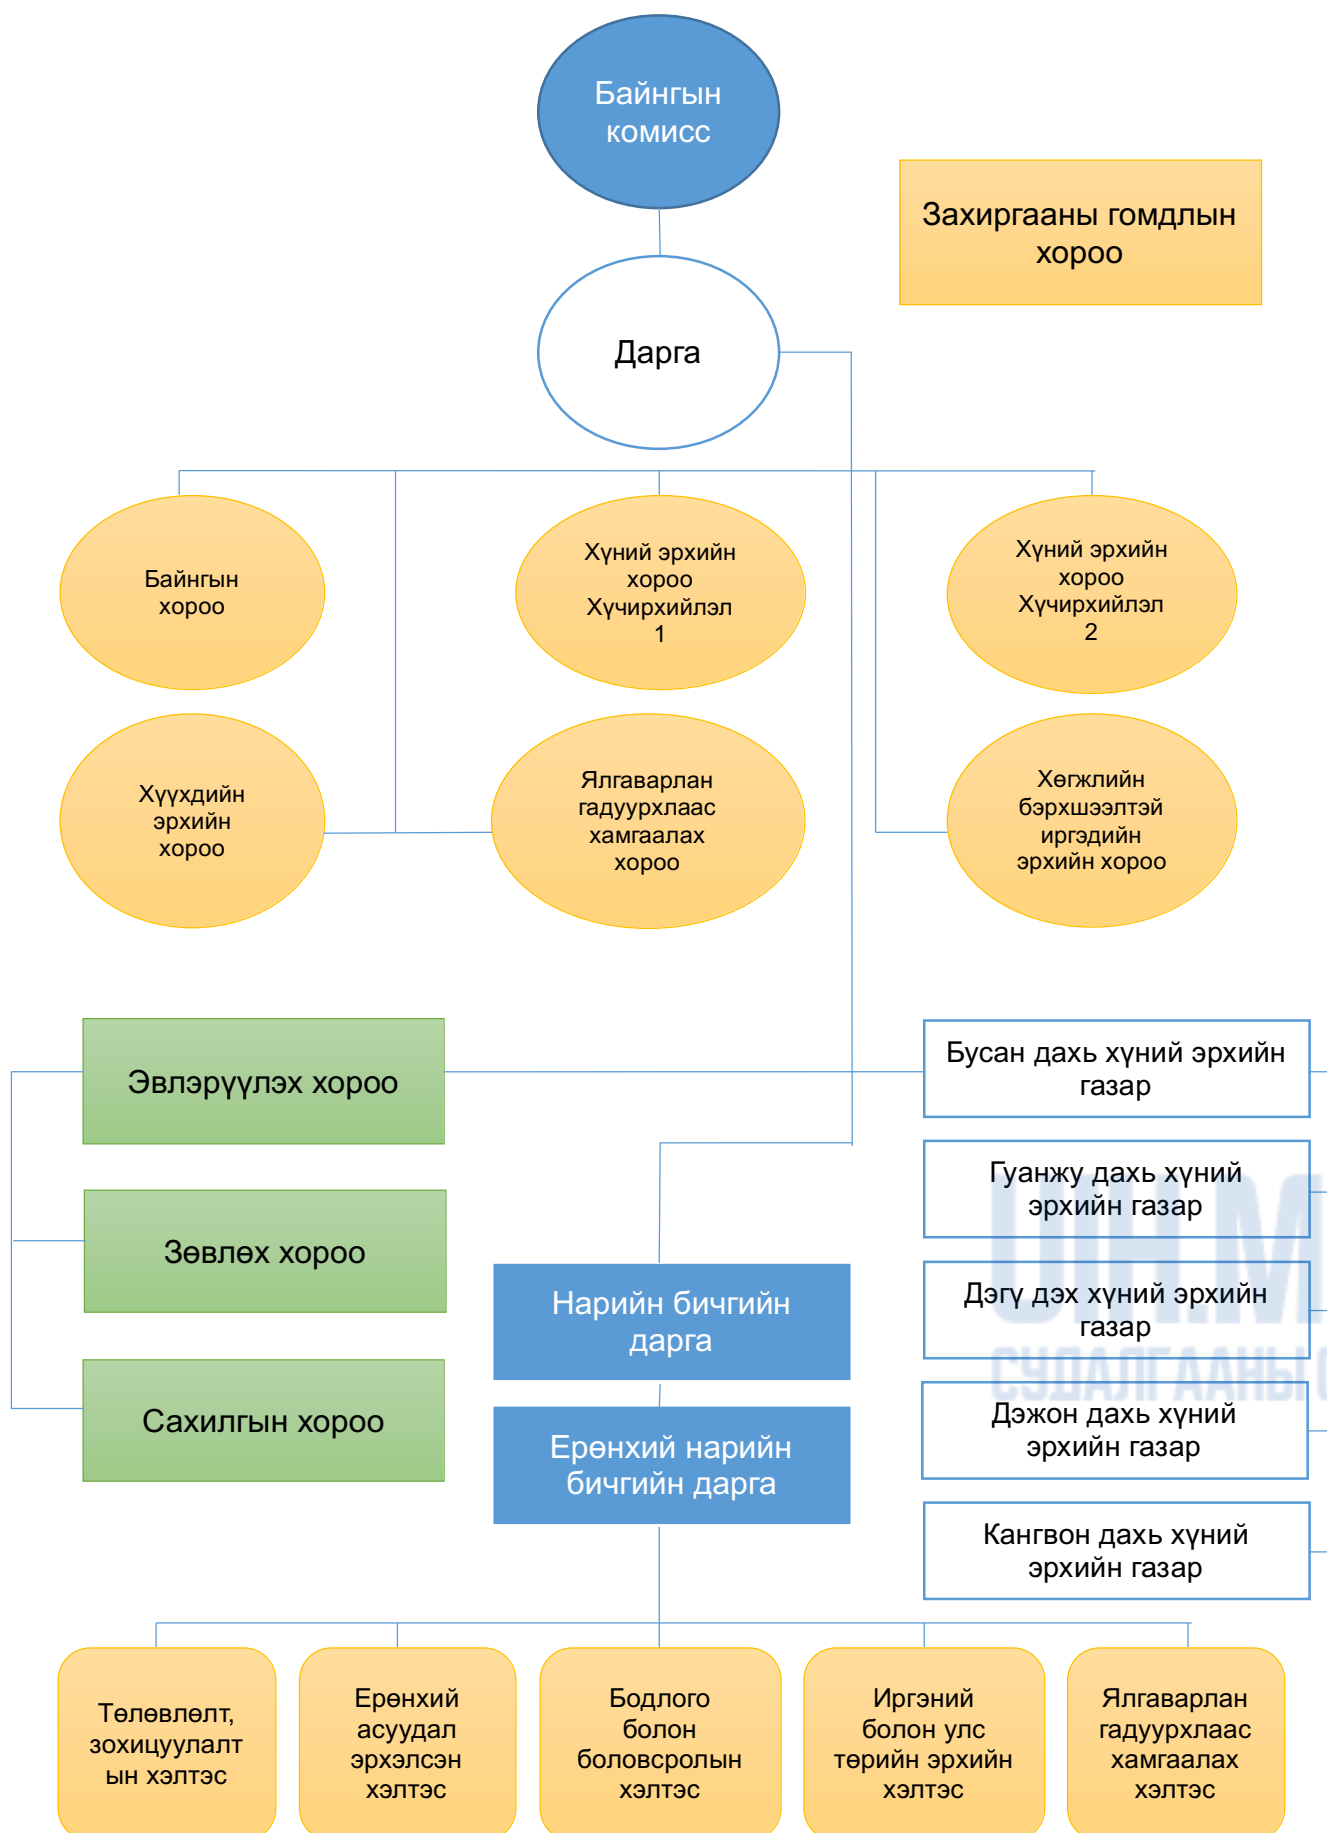 Байнгын
комисс
Захиргааны гомдлын
хороо
Дарга
Байнгын
хороо
Хүний эрхийн
хороо
Хүчирхийлэл
1
Хүний эрхийн
хороо
Хүчирхийлэл
2
Хүүхдийн
эрхийн
хороо
Ялгаварлан
гадуурхлаас
хамгаалах
хороо
Хөгжлийн
бэрхшээлтэй
иргэдийн
эрхийн хороо
Эвлэрүүлэх хороо
Зөвлөх хороо
Сахилгын хороо
Бусан дахь хүний эрхийн
газар
Гуанжу дахь хүний
эрхийн газар
Дэгү дэх хүний эрхийн
газар
Дэжон дахь хүний
эрхийн газар
Кангвон дахь хүний
эрхийн газар
UIH.M
СУДАЛГААНЫ
Нарийн бичгийн
дарга
Ерөнхий нарийн
бичгийн дарга
Төлөвлөлт,
зохицуулалт
ын хэлтэс
Ерөнхий
асуудал
эрхэлсэн
хэлтэс
Бодлого
болон
боловсролын
хэлтэс
Иргэний
болон улс
төрийн эрхийн
хэлтэс
Ялгаварлан
гадуурхлаас
хамгаалах
хэлтэс